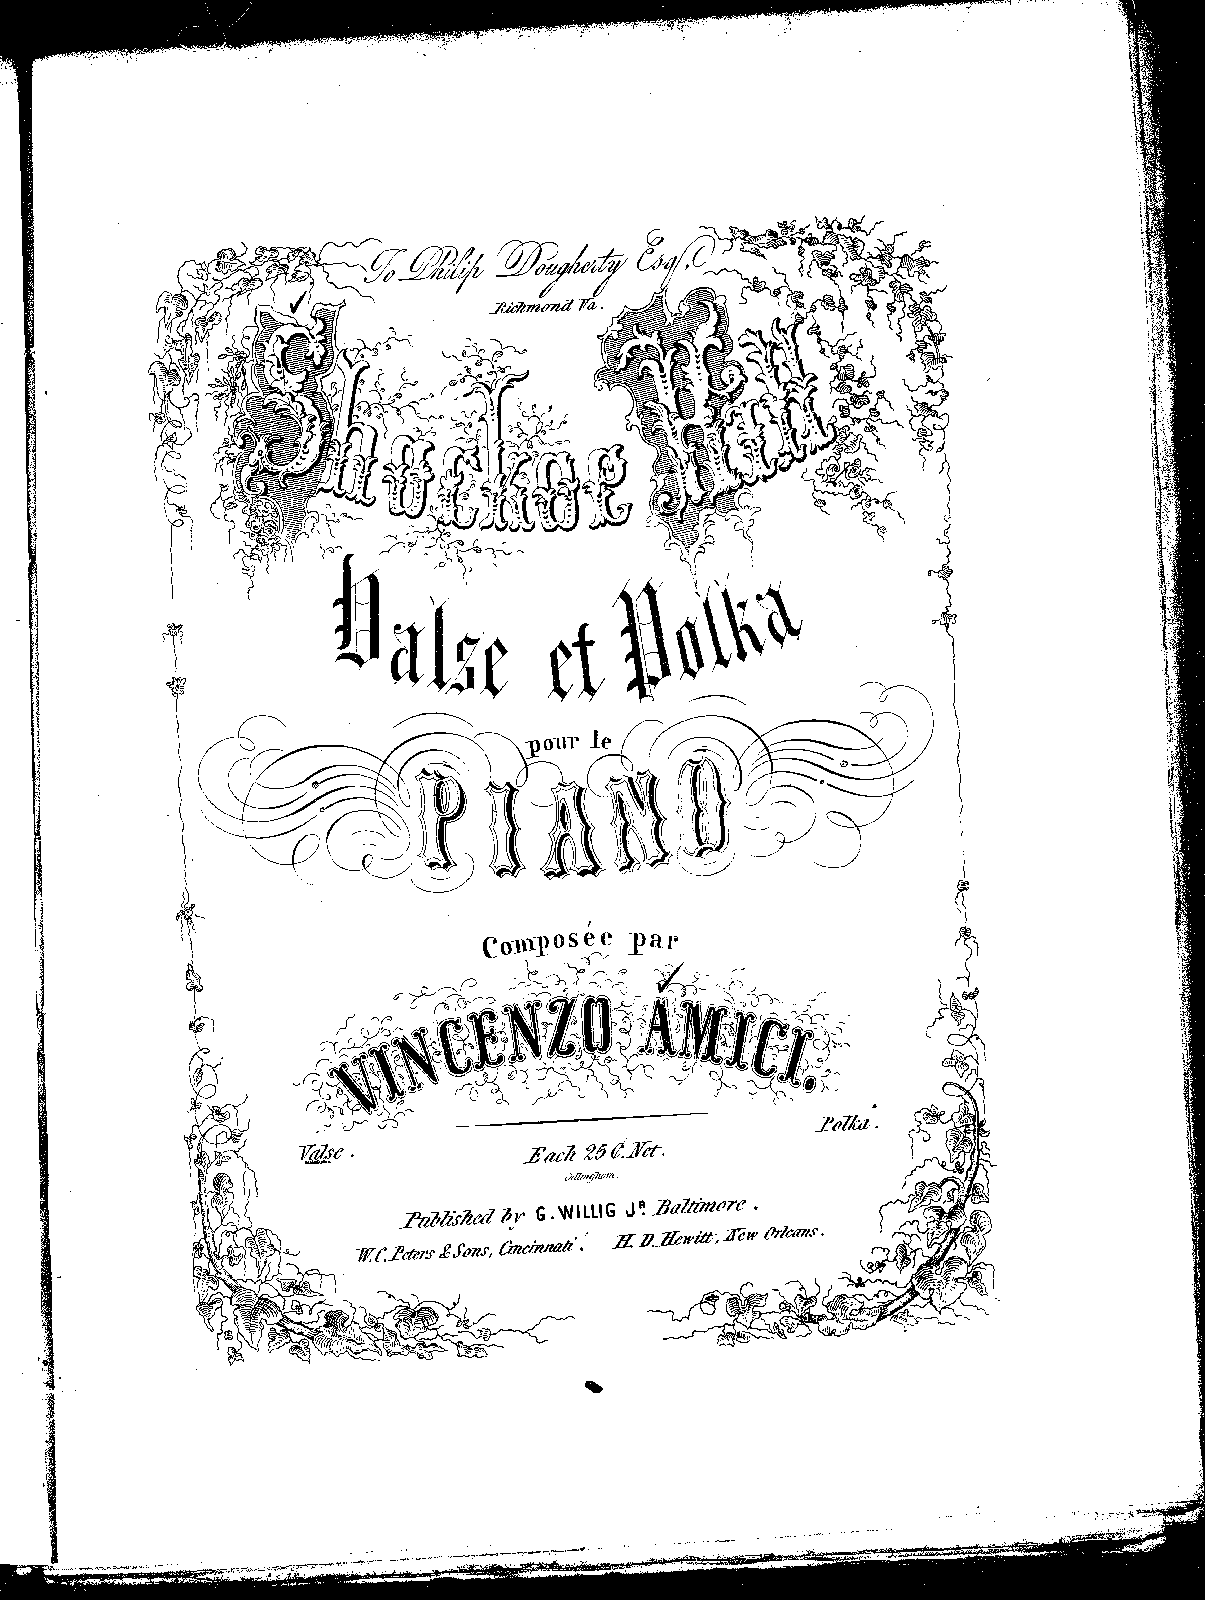 To Philip Dougherty Esq.
Richmond Va.
Shockoe Hill
Valse et Polka
pour le
PIANO
Composée par
VINCENZO AMICI.
Valse. Each 25 ¢. Net. Polka.
Published by G. WILLIG Jr. Baltimore.
W. C. Peters & Sons, Cincinnati. H. D. Hewitt, New Orleans.